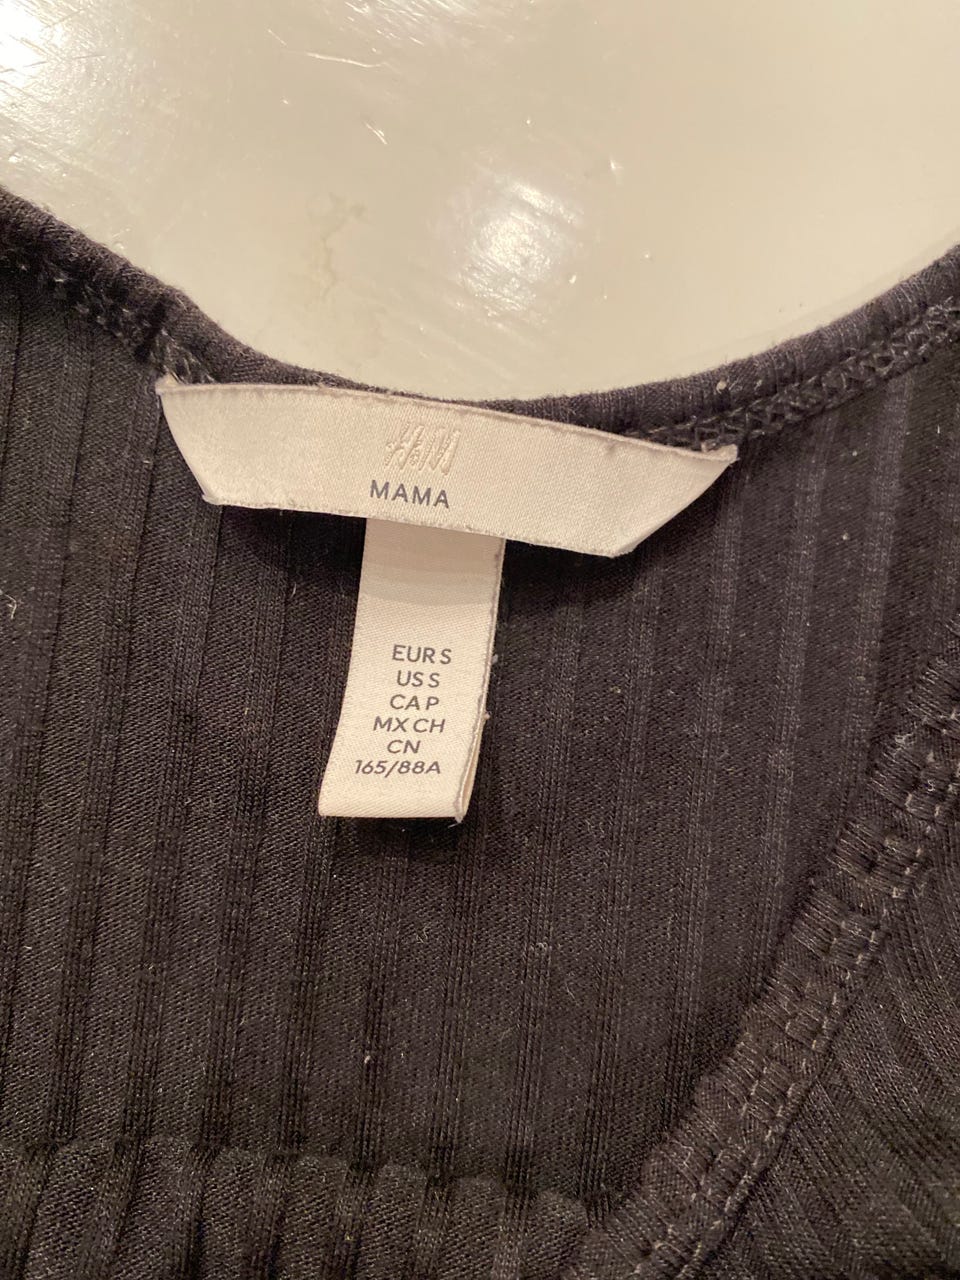 H&M
MAMA
EUR S
US S
CA P
MX CH
CN
165/88A